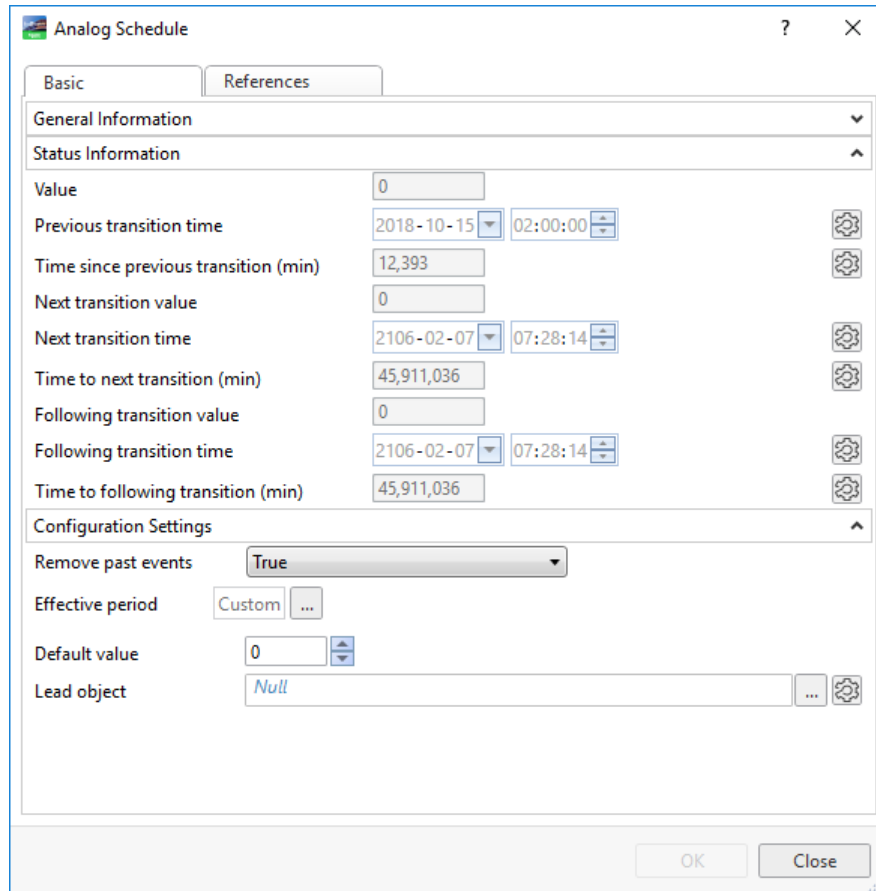 Analog Schedule ?
Basic References
General Information
Status Information
Value 0
Previous transition time 2018-10-15 02:00:00
Time since previous transition (min) 12,393
Next transition value 0
Next transition time 2106-02-07 07:28:14
Time to next transition (min) 45,911,036
Following transition value 0
Following transition time 2106-02-07 07:28:14
Time to following transition (min) 45,911,036
Configuration Settings
Remove past events True
Effective period Custom ...
Default value 0
Lead object Null ...
OK Close